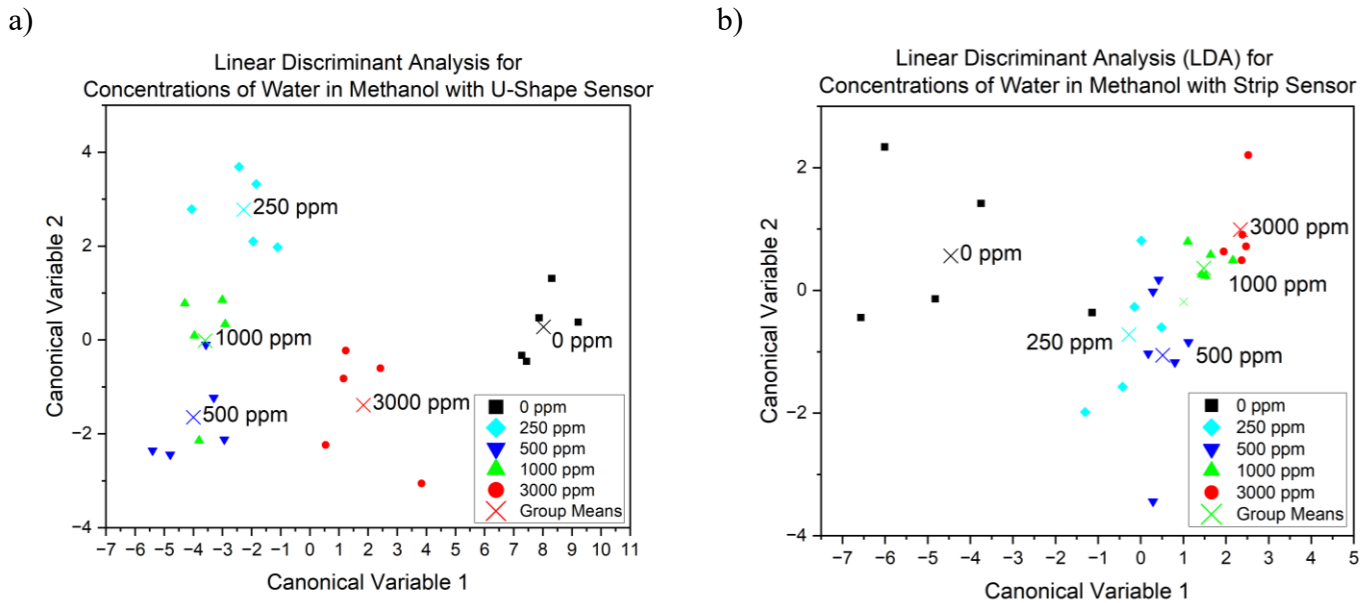 a)
Linear Discriminant Analysis for
Concentrations of Water in Methanol with U-Shape Sensor
Canonical Variable 2
4
2
0
−2
−4
250 ppm
1000 ppm
500 ppm
3000 ppm
0 ppm
0 ppm
250 ppm
500 ppm
1000 ppm
3000 ppm
Group Means
−7 −6 −5 −4 −3 −2 −1 0 1 2 3 4 5 6 7 8 9 10 11
Canonical Variable 1
b)
Linear Discriminant Analysis (LDA) for
Concentrations of Water in Methanol with Strip Sensor
Canonical Variable 2
2
0
−2
−4
0 ppm
3000 ppm
1000 ppm
250 ppm
500 ppm
0 ppm
250 ppm
500 ppm
1000 ppm
3000 ppm
Group Means
−7 −6 −5 −4 −3 −2 −1 0 1 2 3 4 5
Canonical Variable 1